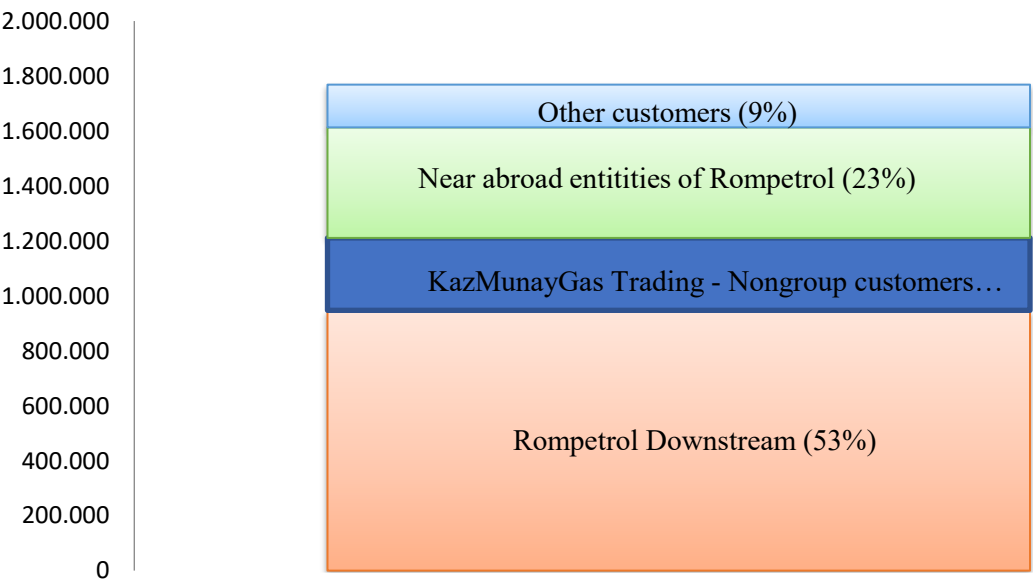 2.000.000
1.800.000
1.600.000
1.400.000
1.200.000
1.000.000
800.000
600.000
400.000
200.000
0
Other customers (9%)
Near abroad entitities of Rompetrol (23%)
KazMunayGas Trading - Nongroup customers…
Rompetrol Downstream (53%)